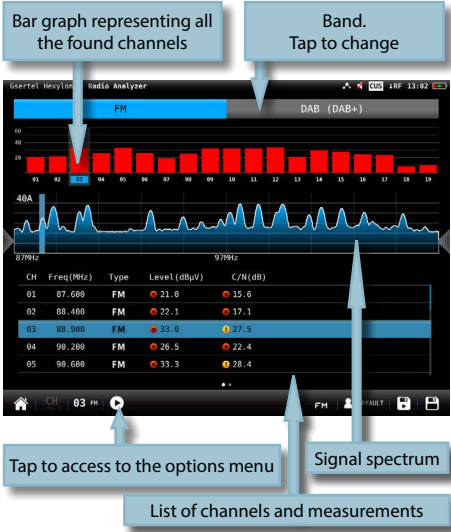 Bar graph representing all
the found channels
Band.
Tap to change
Gsertel Hexylon Radio Analyzer
CUS RF 13:02
FM DAB (DAB+)
60
40
20
01 02 03 04 05 06 07 08 09 10 11 12 13 14 15 16 17 18 19
40A
87MHz 97MHz
CH Freq(MHz) Type Level(dBµV) C/N(dB)
01 87.600 FM 21.0 15.6
02 88.400 FM 22.1 17.1
03 88.900 FM 33.0 27.5
04 90.200 FM 26.5 22.4
05 90.600 FM 33.3 28.4
CH 03 FM FM
Tap to access to the options menu
Signal spectrum
List of channels and measurements